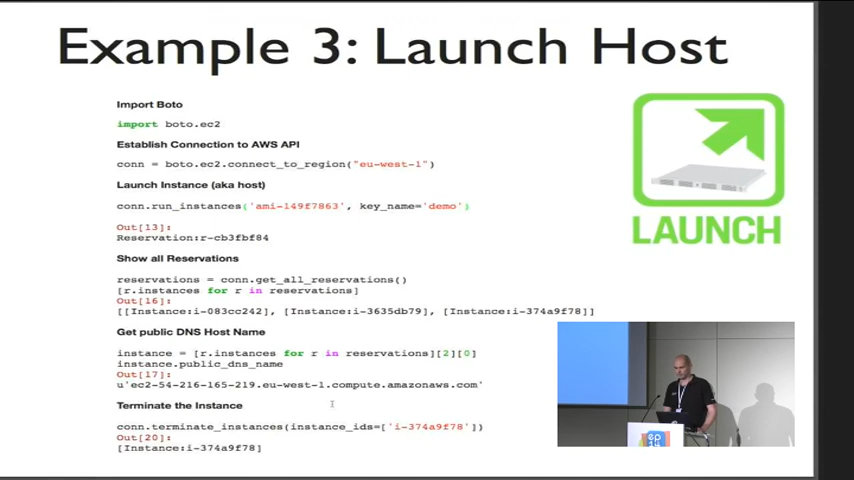 Example 3: Launch Host
Import Boto
import boto.ec2
Establish Connection to AWS API
conn = boto.ec2.connect_to_region("eu-west-1")
Launch Instance (aka host)
conn.run_instances('ami-149f7863', key_name='demo')
Out[13]:
Reservation:r-cb3fbf84
Show all Reservations
reservations = conn.get_all_reservations()
[r.instances for r in reservations]
Out[16]:
[[Instance:i-083cc242], [Instance:i-3635db79], [Instance:i-374a9f78]]
Get public DNS Host Name
instance = [r.instances for r in reservations][2][0]
instance.public_dns_name
Out[17]:
u'ec2-54-216-165-219.eu-west-1.compute.amazonaws.com'
Terminate the Instance
conn.terminate_instances(instance_ids=['i-374a9f78'])
Out[20]:
[Instance:i-374a9f78]
LAUNCH